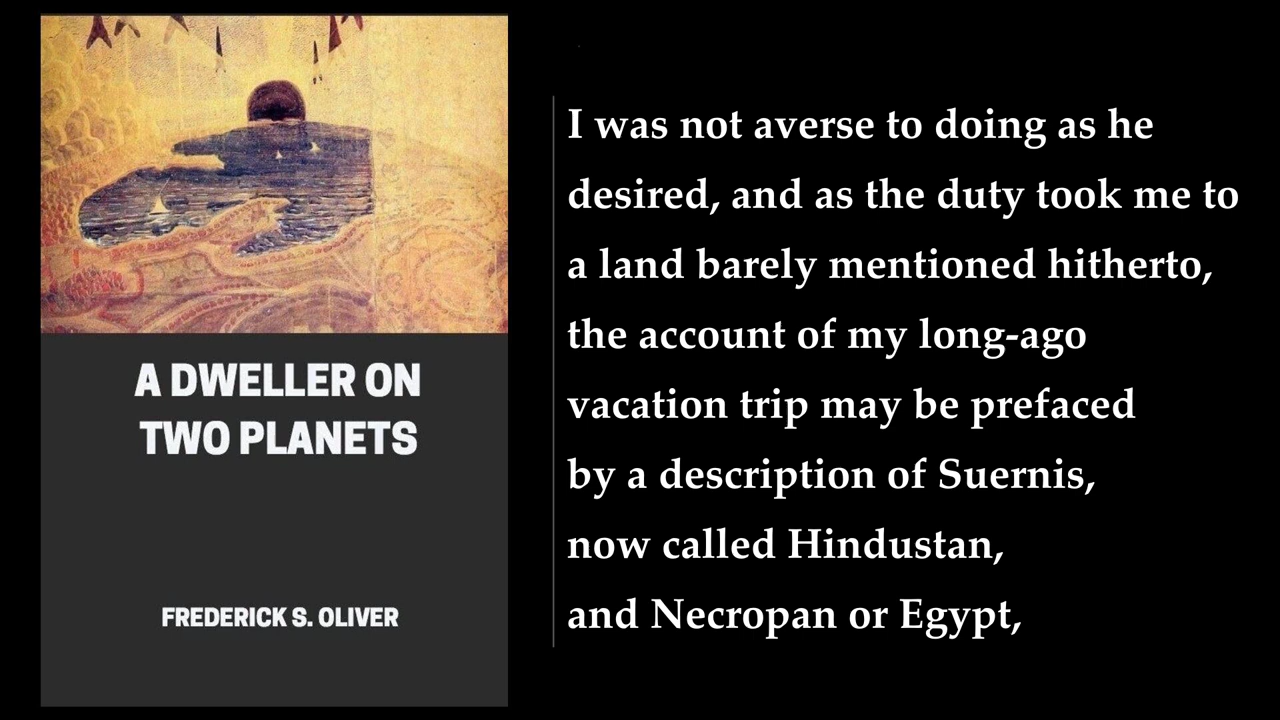 A DWELLER ON
TWO PLANETS
FREDERICK S. OLIVER
I was not averse to doing as he
desired, and as the duty took me to
a land barely mentioned hitherto,
the account of my long-ago
vacation trip may be prefaced
by a description of Suernis,
now called Hindustan,
and Necropan or Egypt,